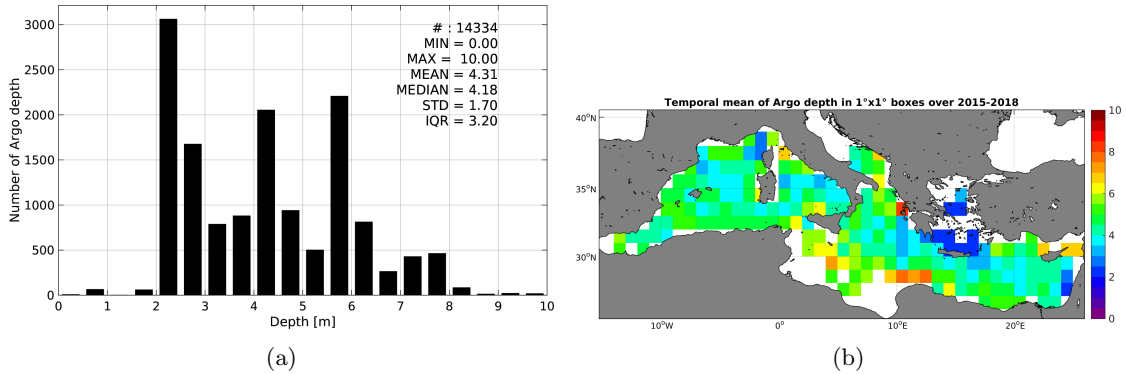 3000
2500
2000
1500
1000
500
0
Number of Argo depth
# : 14334
MIN = 0.00
MAX = 10.00
MEAN = 4.31
MEDIAN = 4.18
STD = 1.70
IQR = 3.20
0 1 2 3 4 5 6 7 8 9 10
Depth [m]
(a)
Temporal mean of Argo depth in 1°x1° boxes over 2015-2018
40°N
35°N
30°N
10°W 0° 10°E 20°E
10
8
6
4
2
0
(b)